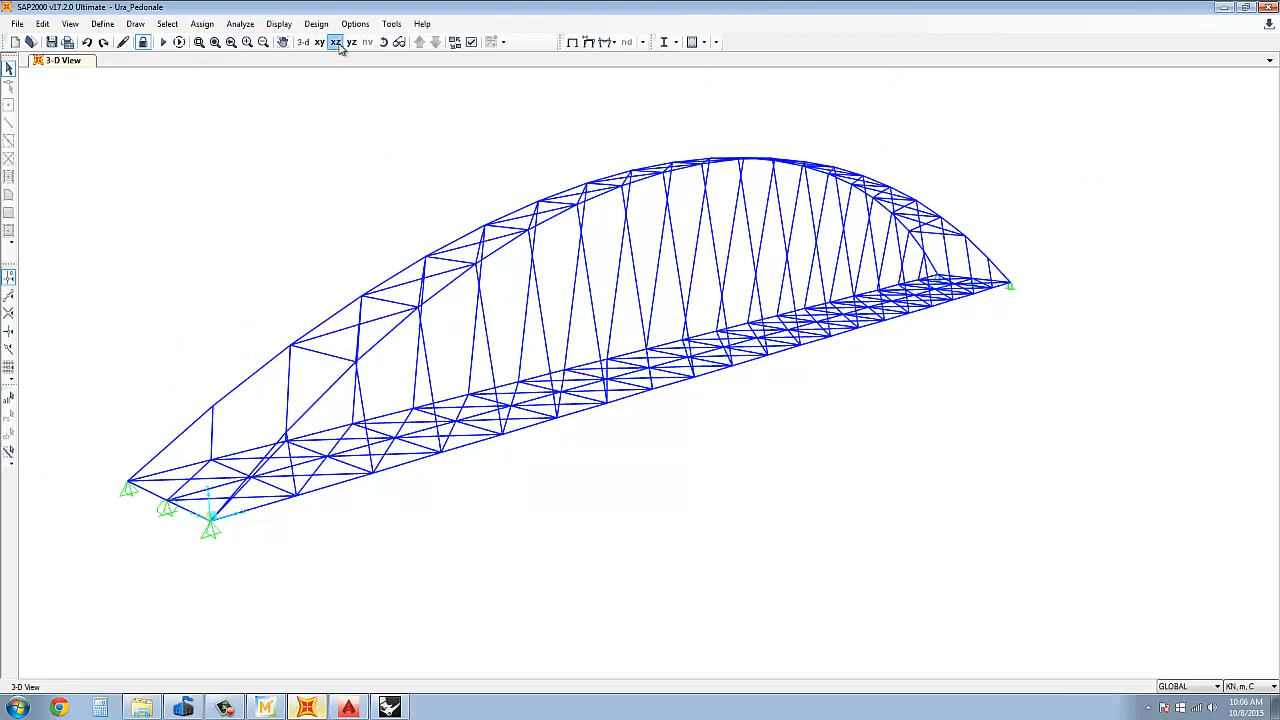 SAP2000 v17.2.0 Ultimate - Ura_Pedonale
File Edit View Define Draw Select Assign Analyze Display Design Options Tools Help
3-d xy xz yz nv nd
3-D View
all
3-D View GLOBAL KN, m, C
10:06 AM
10/8/2015